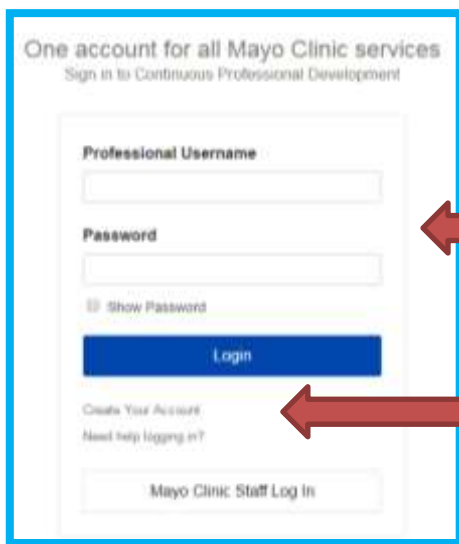 One account for all Mayo Clinic services
Sign in to Continuous Professional Development
Professional Username
Password
Show Password
Login
Create Your Account
Need help logging in?
Mayo Clinic Staff Log In